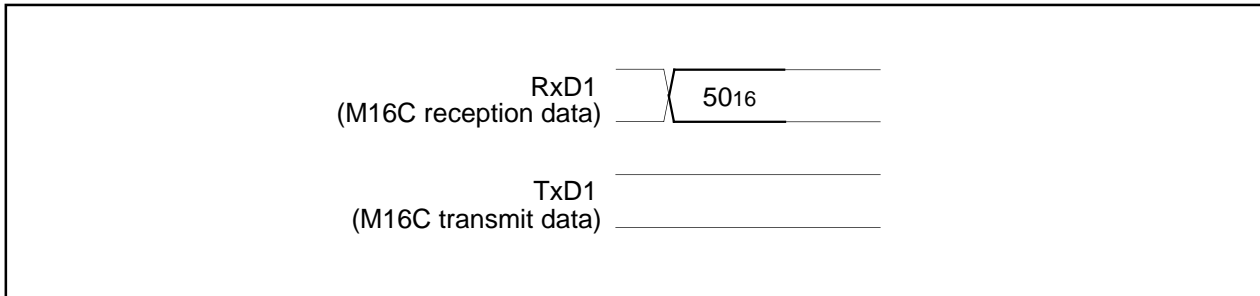 RxD1
(M16C reception data)
5016
TxD1
(M16C transmit data)